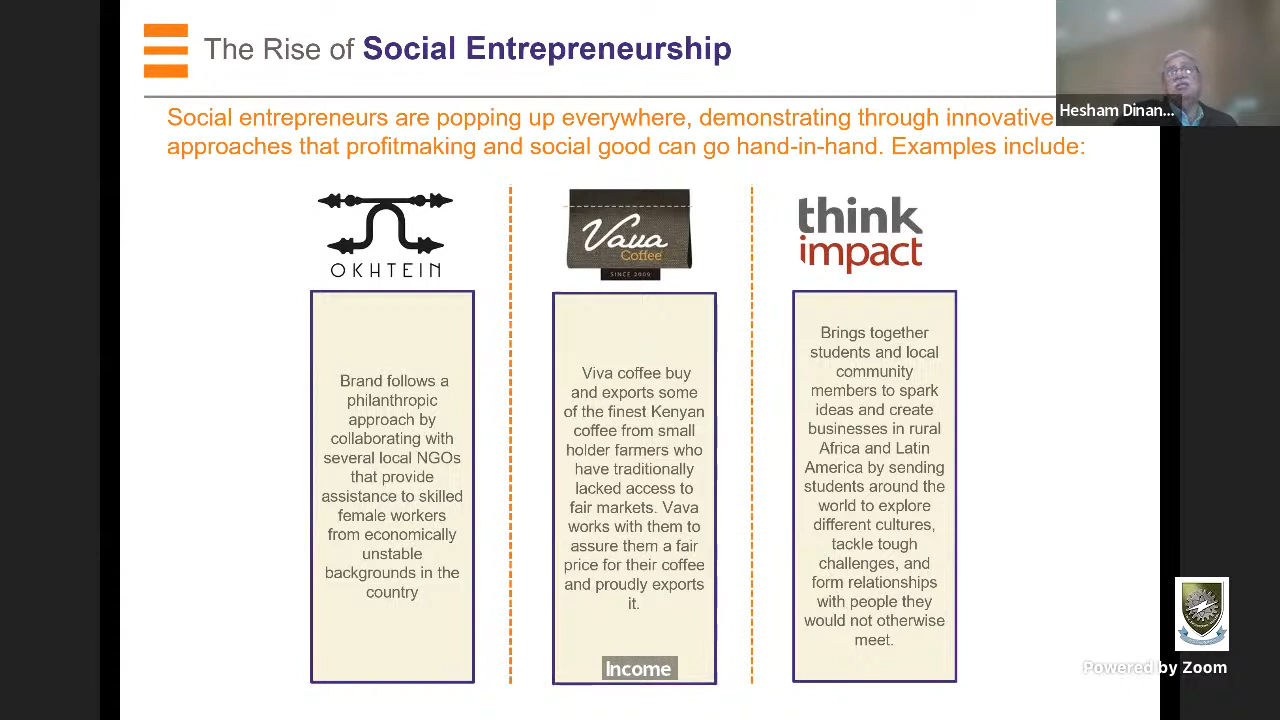 The Rise of Social Entrepreneurship
Hesham Dinan...
Social entrepreneurs are popping up everywhere, demonstrating through innovative
approaches that profitmaking and social good can go hand-in-hand. Examples include:
OKHTEIN
Brand follows a
philanthropic
approach by
collaborating with
several local NGOs
that provide
assistance to skilled
female workers
from economically
unstable
backgrounds in the
country
Vava
Coffee
SINCE 2009
Viva coffee buy
and exports some
of the finest Kenyan
coffee from small
holder farmers who
have traditionally
lacked access to
fair markets. Vava
works with them to
assure them a fair
price for their coffee
and proudly exports
it.
Income
think
impact
Brings together
students and local
community
members to spark
ideas and create
businesses in rural
Africa and Latin
America by sending
students around the
world to explore
different cultures,
tackle tough
challenges, and
form relationships
with people they
would not otherwise
meet.
Powered by Zoom